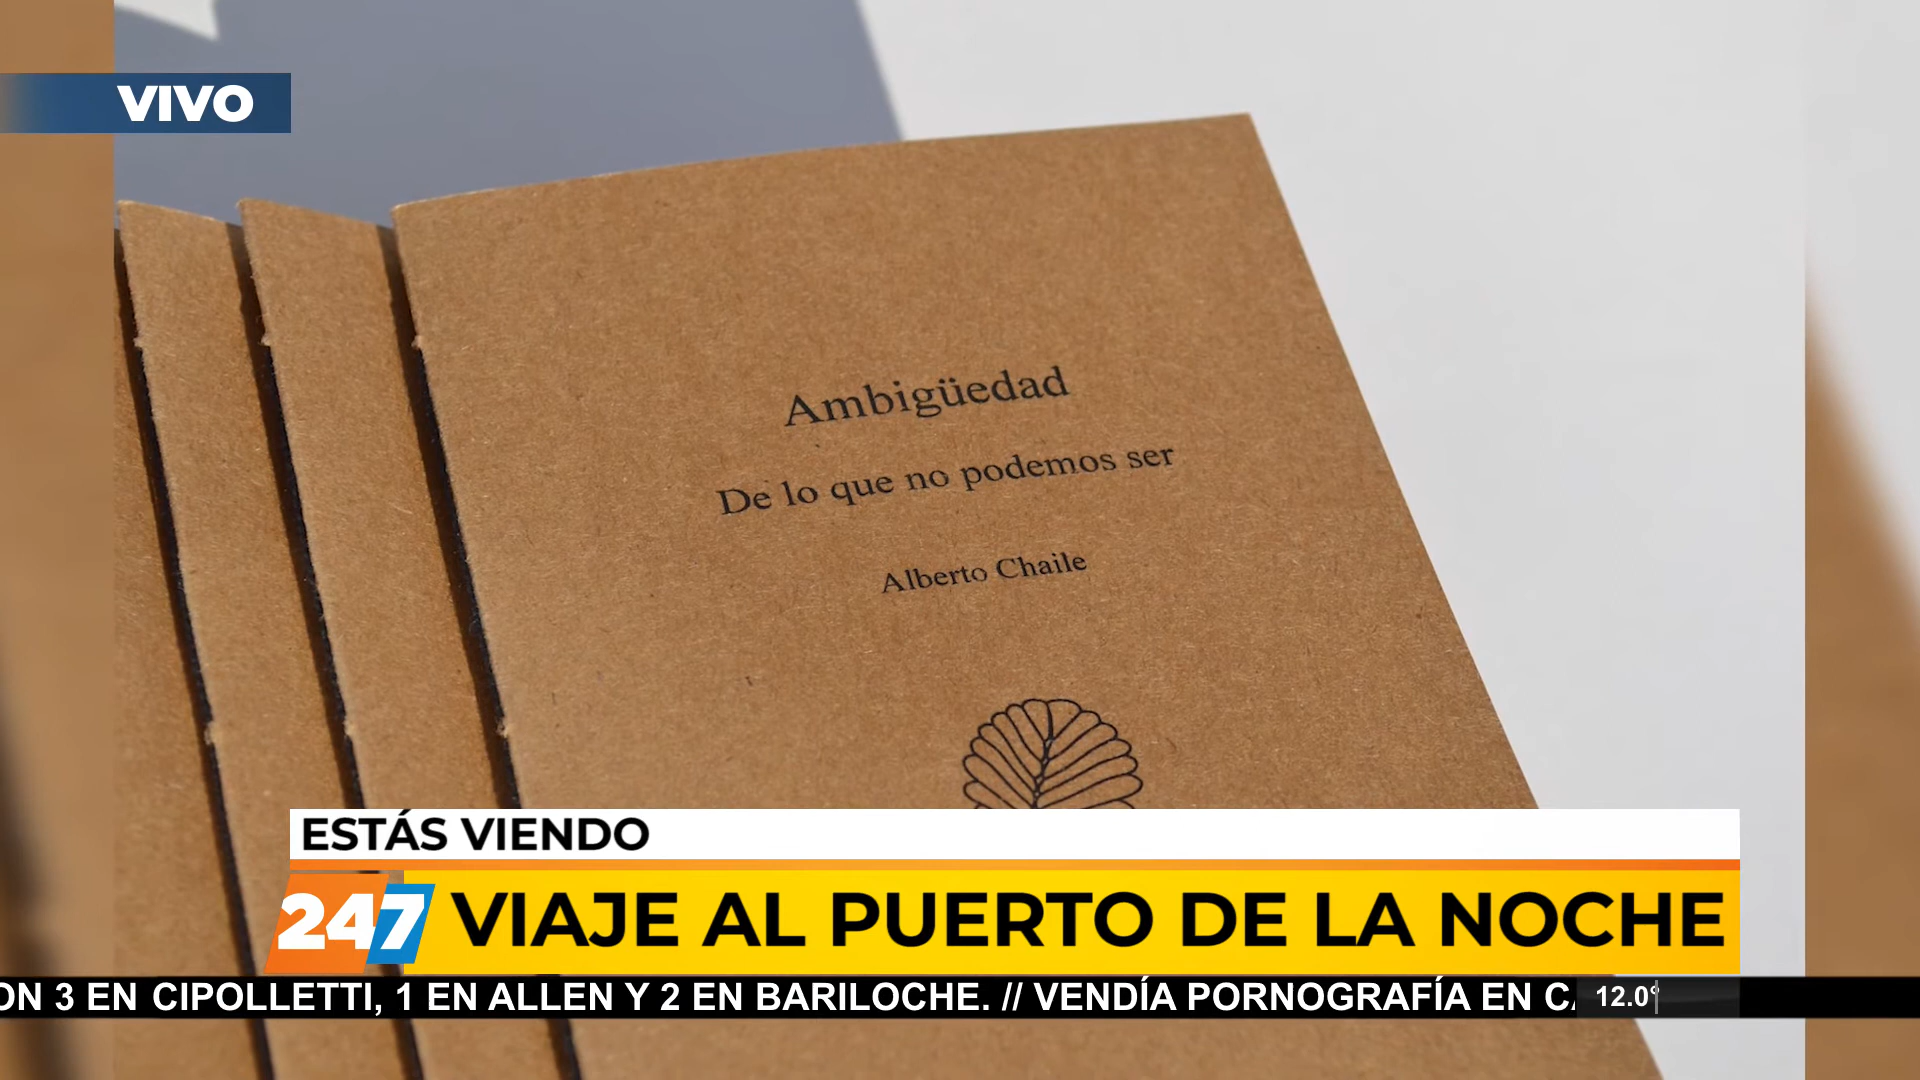 VIVO
Ambigüedad
De lo que no podemos ser
Alberto Chaile
ESTÁS VIENDO
247 VIAJE AL PUERTO DE LA NOCHE
ON 3 EN CIPOLLETTI, 1 EN ALLEN Y 2 EN BARILOCHE. // VENDÍA PORNOGRAFÍA EN 12.0°